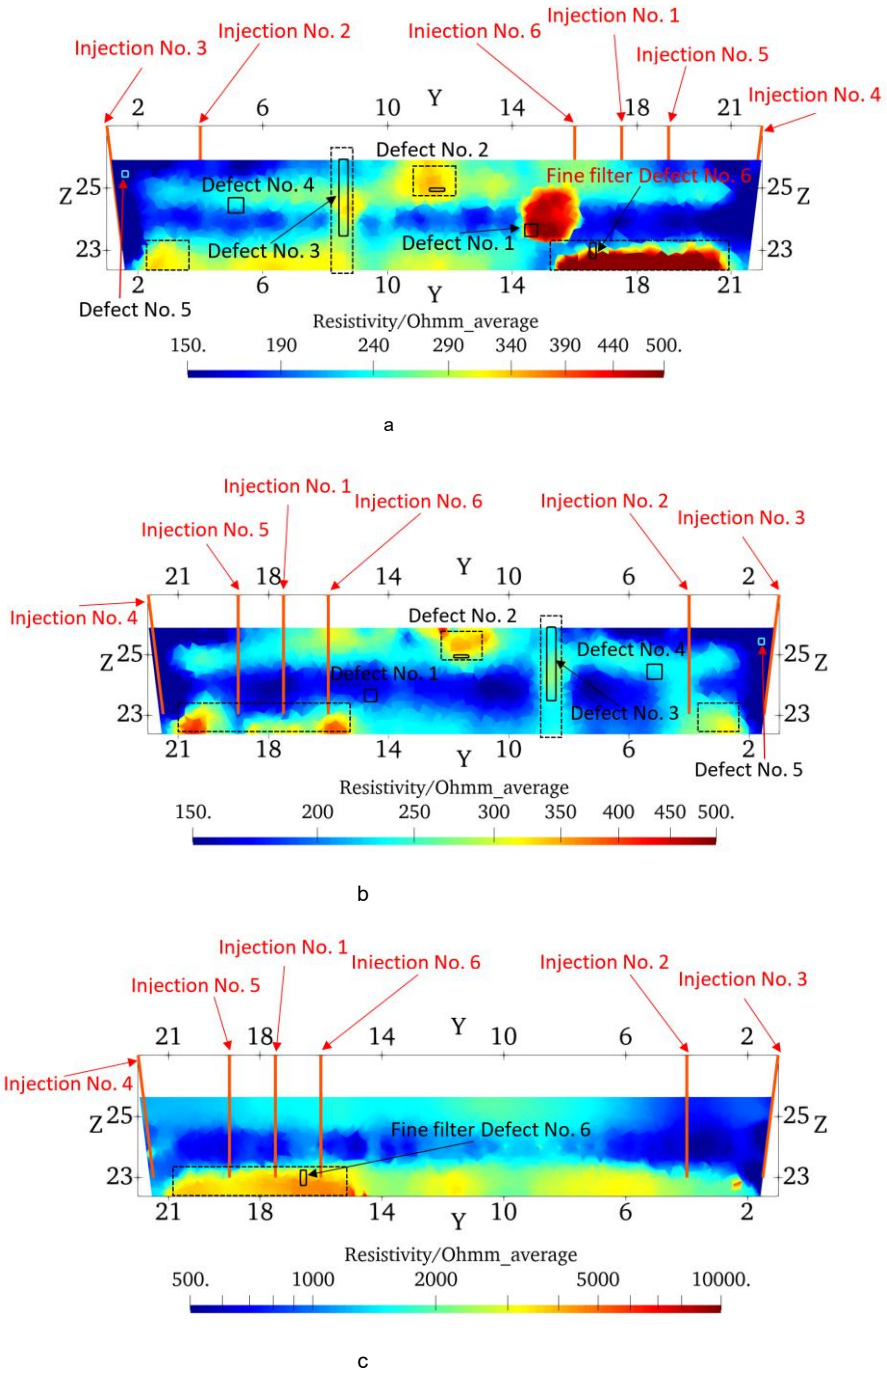 Injection No. 1
Injection No. 2
Iniection No. 6
Injection No. 3
Injection No. 5
Injection No. 4
2 6 10 Y 14 18 21
Defect No. 2
Fine filter Defect No. 6
Z 25 Defect No. 4 25 Z
23 Defect No. 3 Defect No. 1 23
2 6 10 14 18 21
Y
Defect No. 5
Resistivity/Ohmm_average
150. 190 240 290 340 390 440 500.
a
Injection No. 1
Injection No. 6
Injection No. 2
Injection No. 3
Injection No. 5
21 18 14 Y 10 6 2
Injection No. 4
Defect No. 2
Z 25 Defect No. 4 25 Z
Defect No. 1
23 Defect No. 3 23
21 18 14 Y 10 6 2
Defect No. 5
Resistivity/Ohmm_average
150. 200 250 300 350 400 450 500.
b
Injection No. 1
Iniection No. 6
Injection No. 2
Injection No. 3
Injection No. 5
21 18 14 Y 10 6 2
Injection No. 4
Z 25 25 Z
Fine filter Defect No. 6
23 23
21 18 14 Y 10 6 2
Resistivity/Ohmm_average
500. 1000 2000 5000 10000.
c